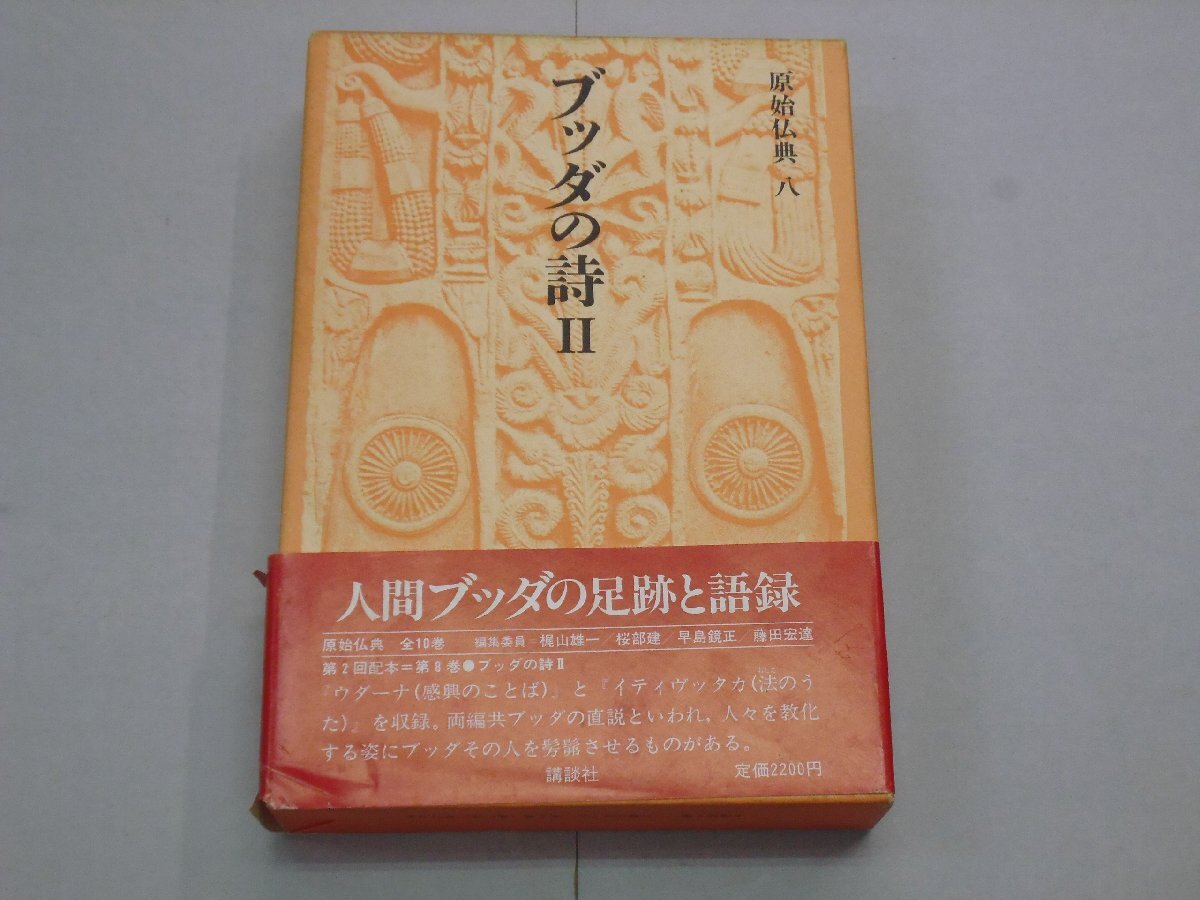 原始仏典 八
ブッダの詩 II
人間ブッダの足跡と語録
原始仏典 全10巻 編集委員=梶山雄一/桜部建/早島鏡正/藤田宏達
第2回配本=第8巻●ブッダの詩II
『ウダーナ(感興のことば)』と『イティヴッタカ(法のう
た)』を収録。両編共ブッダの直説といわれ、人々を教化
する姿にブッダその人を髣髴させるものがある。
講談社 定価2200円